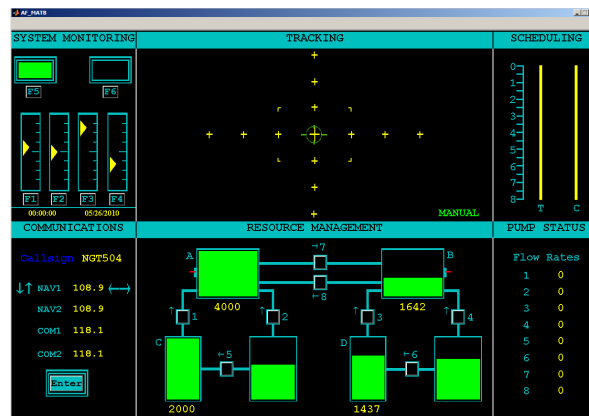 AF_MATB
SYSTEM MONITORING
TRACKING
SCHEDULING
F5
F6
0
1
2
3
4
5
6
7
8
T
C
F1
F2
F3
F4
00:00:00
05/26/2010
MANUAL
COMMUNICATIONS
RESOURCE MANAGEMENT
PUMP STATUS
Callsign NGT504
↓↑ NAV1 108.9 ←→
NAV2 108.9
COM1 118.1
COM2 118.1
Enter
A
→7
B
←8
4000
1642
↑1
↑2
↑3
↑4
C
←5
D
←6
2000
1437
Flow Rates
1 0
2 0
3 0
4 0
5 0
6 0
7 0
8 0